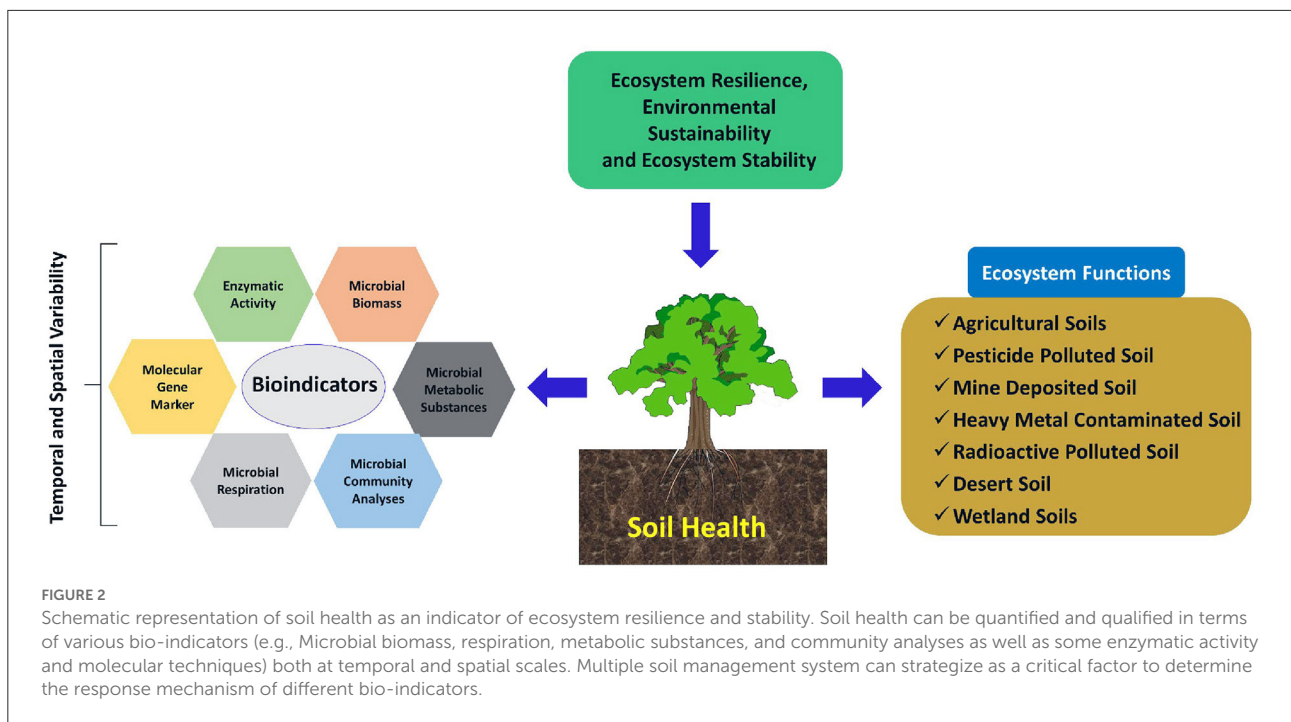 Ecosystem Resilience,
Environmental
Sustainability
and Ecosystem Stability
Temporal and Spatial Variability
Enzymatic
Activity
Microbial
Biomass
Molecular
Gene
Marker
Bioindicators
Microbial
Metabolic
Substances
Microbial
Respiration
Microbial
Community
Analyses
Soil Health
Ecosystem Functions
✓ Agricultural Soils
✓ Pesticide Polluted Soil
✓ Mine Deposited Soil
✓ Heavy Metal Contaminated Soil
✓ Radioactive Polluted Soil
✓ Desert Soil
✓ Wetland Soils
FIGURE 2
Schematic representation of soil health as an indicator of ecosystem resilience and stability. Soil health can be quantified and qualified in terms
of various bio-indicators (e.g., Microbial biomass, respiration, metabolic substances, and community analyses as well as some enzymatic activity
and molecular techniques) both at temporal and spatial scales. Multiple soil management system can strategize as a critical factor to determine
the response mechanism of different bio-indicators.